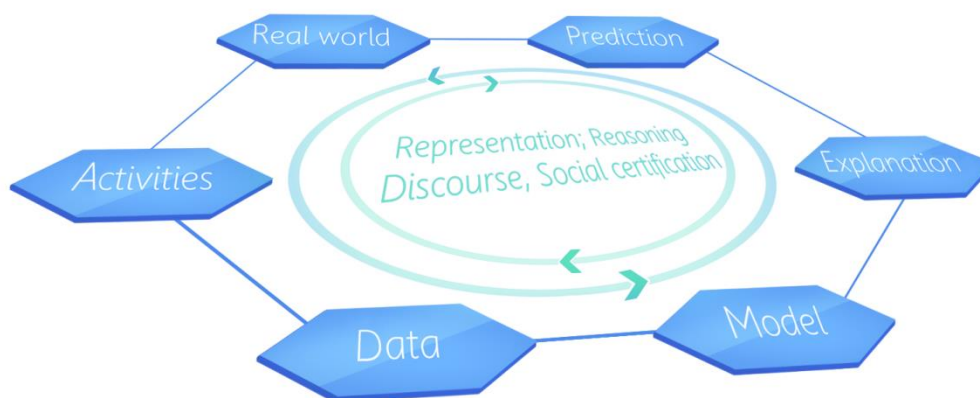 Real world
Prediction
Representation; Reasoning
Discourse, Social certification
Activities
Explanation
Data
Model